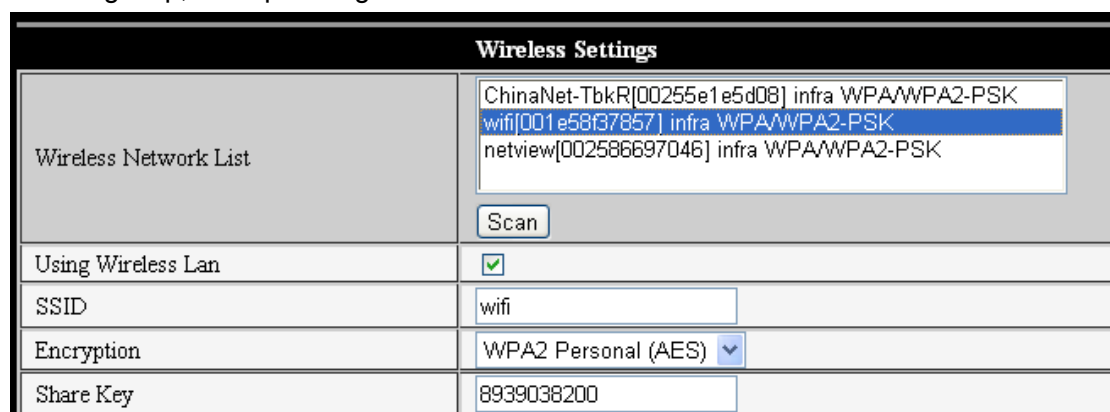 Wireless Settings
Wireless Network List
ChinaNet-TbkR[00255e1e5d08] infra WPA/WPA2-PSK
wifi[001e58f37857] infra WPA/WPA2-PSK
netview[002586697046] infra WPA/WPA2-PSK
Scan
Using Wireless Lan
SSID wifi
Encryption WPA2 Personal (AES)
Share Key 8939038200